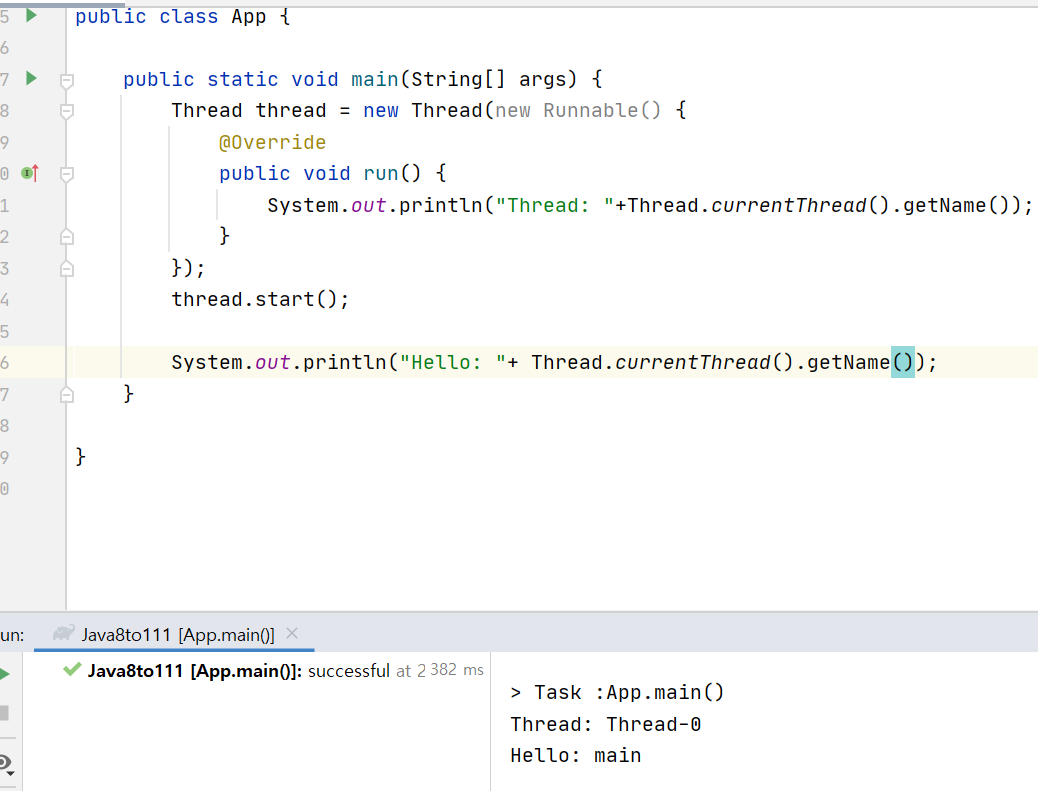 5 public class App {
6
7 public static void main(String[] args) {
8 Thread thread = new Thread(new Runnable() {
9 @Override
0 public void run() {
1 System.out.println("Thread: "+Thread.currentThread().getName());
2 }
3 });
4 thread.start();
5
6 System.out.println("Hello: "+ Thread.currentThread().getName());
7 }
8
9 }
0
un: Java8to111 [App.main()]
Java8to111 [App.main()]: successful at 2 382 ms
> Task :App.main()
Thread: Thread-0
Hello: main